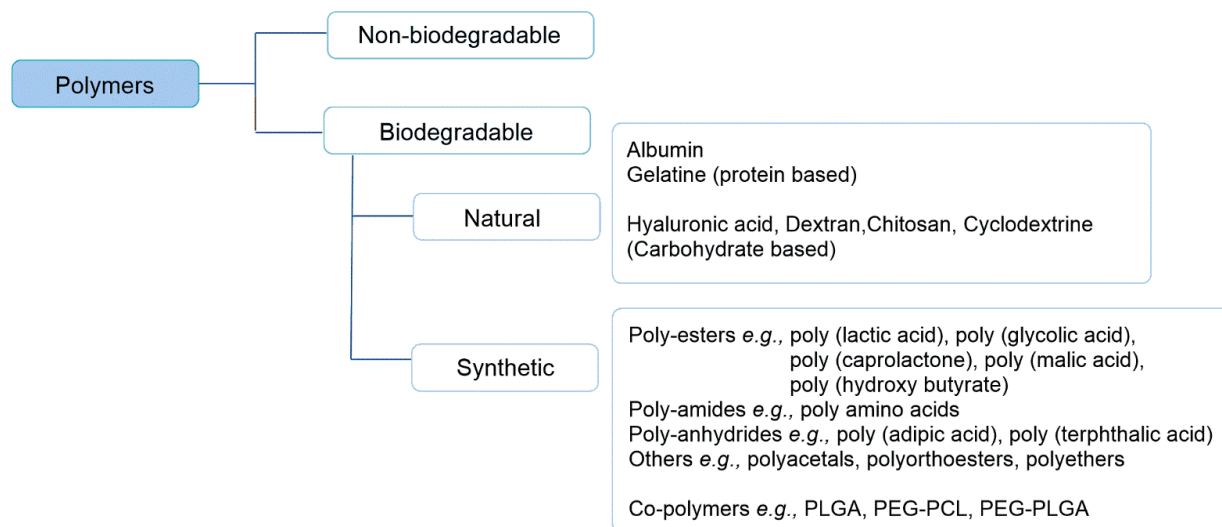 Non-biodegradable
Polymers
Biodegradable
Albumin
Gelatine (protein based)
Natural
Hyaluronic acid, Dextran,Chitosan, Cyclodextrine
(Carbohydrate based)
Poly-esters e.g., poly (lactic acid), poly (glycolic acid),
poly (caprolactone), poly (malic acid),
poly (hydroxy butyrate)
Synthetic
Poly-amides e.g., poly amino acids
Poly-anhydrides e.g., poly (adipic acid), poly (terphthalic acid)
Others e.g., polyacetals, polyorthoesters, polyethers
Co-polymers e.g., PLGA, PEG-PCL, PEG-PLGA